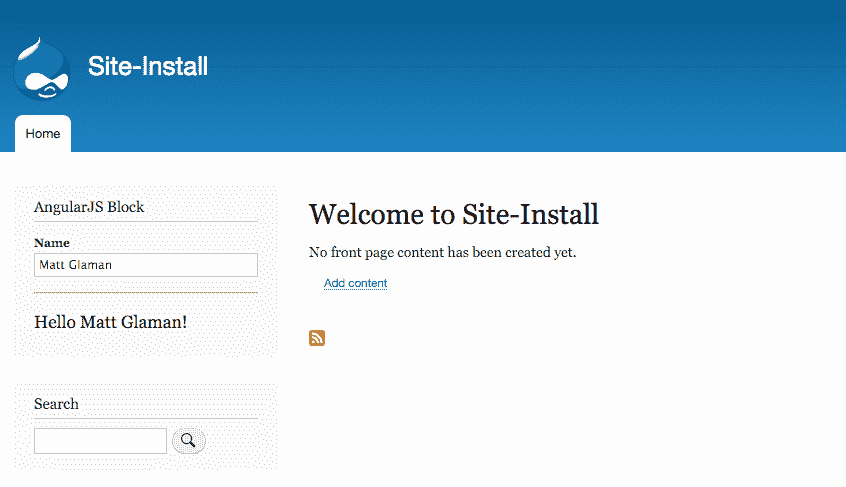 Site-Install
Home
AngularJS Block
Name
Matt Glaman
Hello Matt Glaman!
Search
Welcome to Site-Install
No front page content has been created yet.
Add content